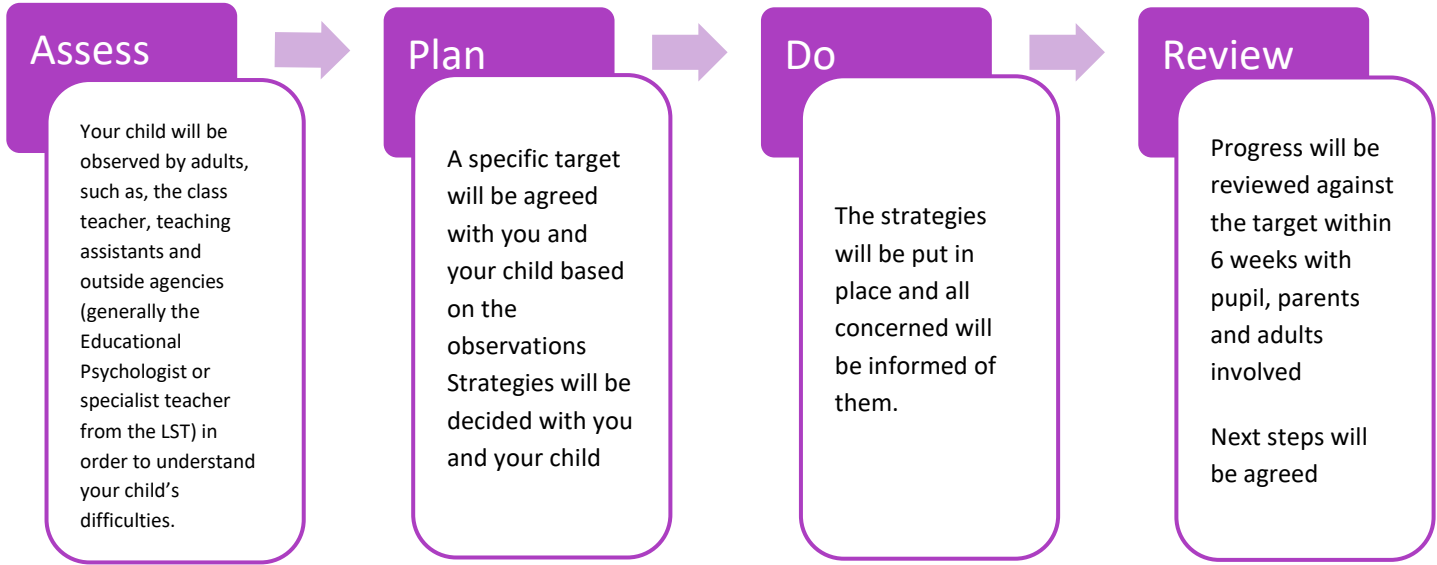 Assess
Your child will be
observed by adults,
such as, the class
teacher, teaching
assistants and
outside agencies
(generally the
Educational
Psychologist or
specialist teacher
from the LST) in
order to understand
your child’s
difficulties.
Plan
A specific target
will be agreed
with you and
your child based
on the
observations
Strategies will be
decided with you
and your child
Do
The strategies
will be put in
place and all
concerned will
be informed of
them.
Review
Progress will be
reviewed against
the target within
6 weeks with
pupil, parents
and adults
involved
Next steps will
be agreed